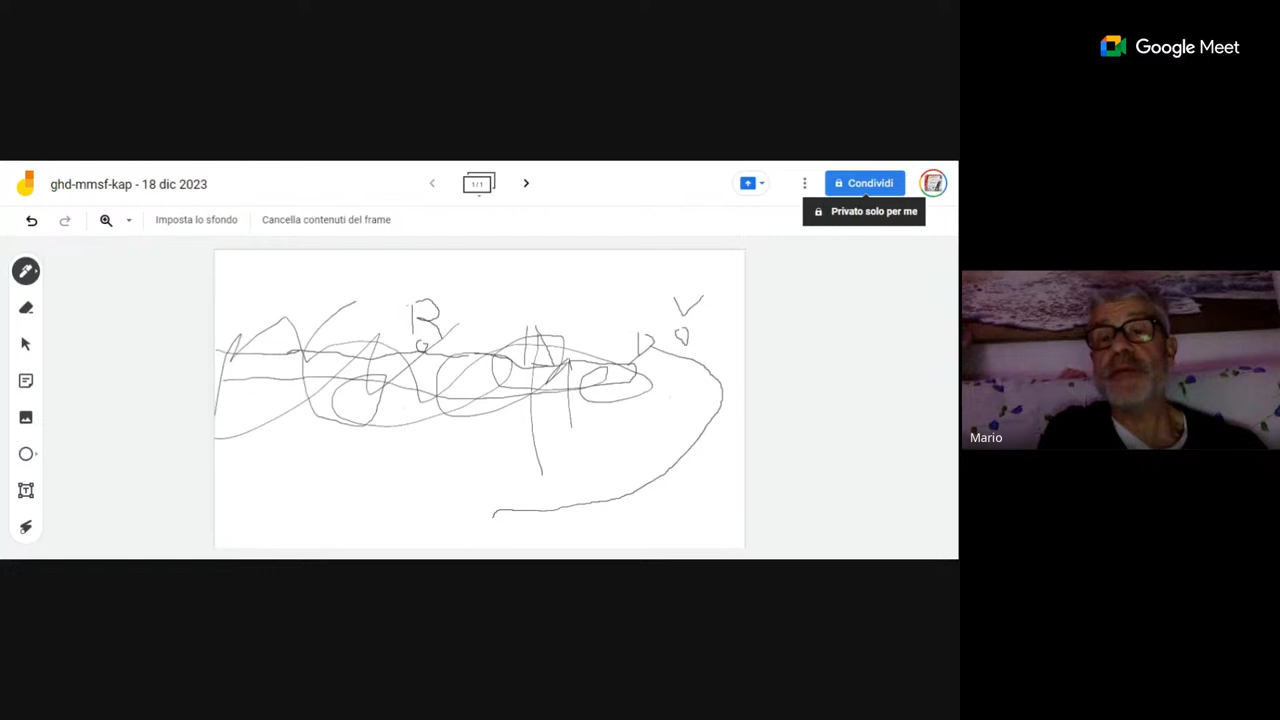 Google Meet
ghd-mmsf-kap - 18 dic 2023
1/1
Condividi
Privato solo per me
Imposta lo sfondo
Cancella contenuti del frame
B
V
Mario